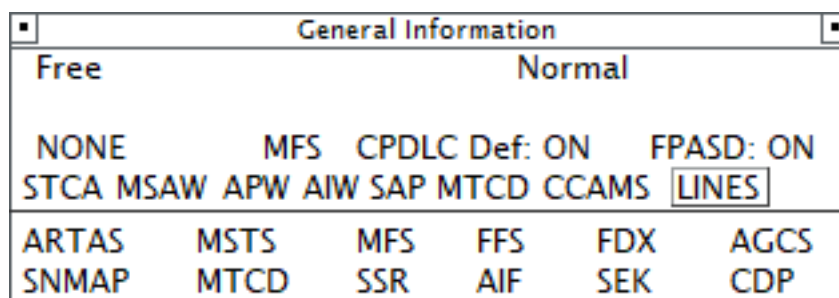 General Information
Free Normal
NONE MFS CPDLC Def: ON FPASD: ON
STCA MSAW APW AIW SAP MTCD CCAMS LINES
ARTAS MSTS MFS FFS FDX AGCS
SNMAP MTCD SSR AIF SEK CDP